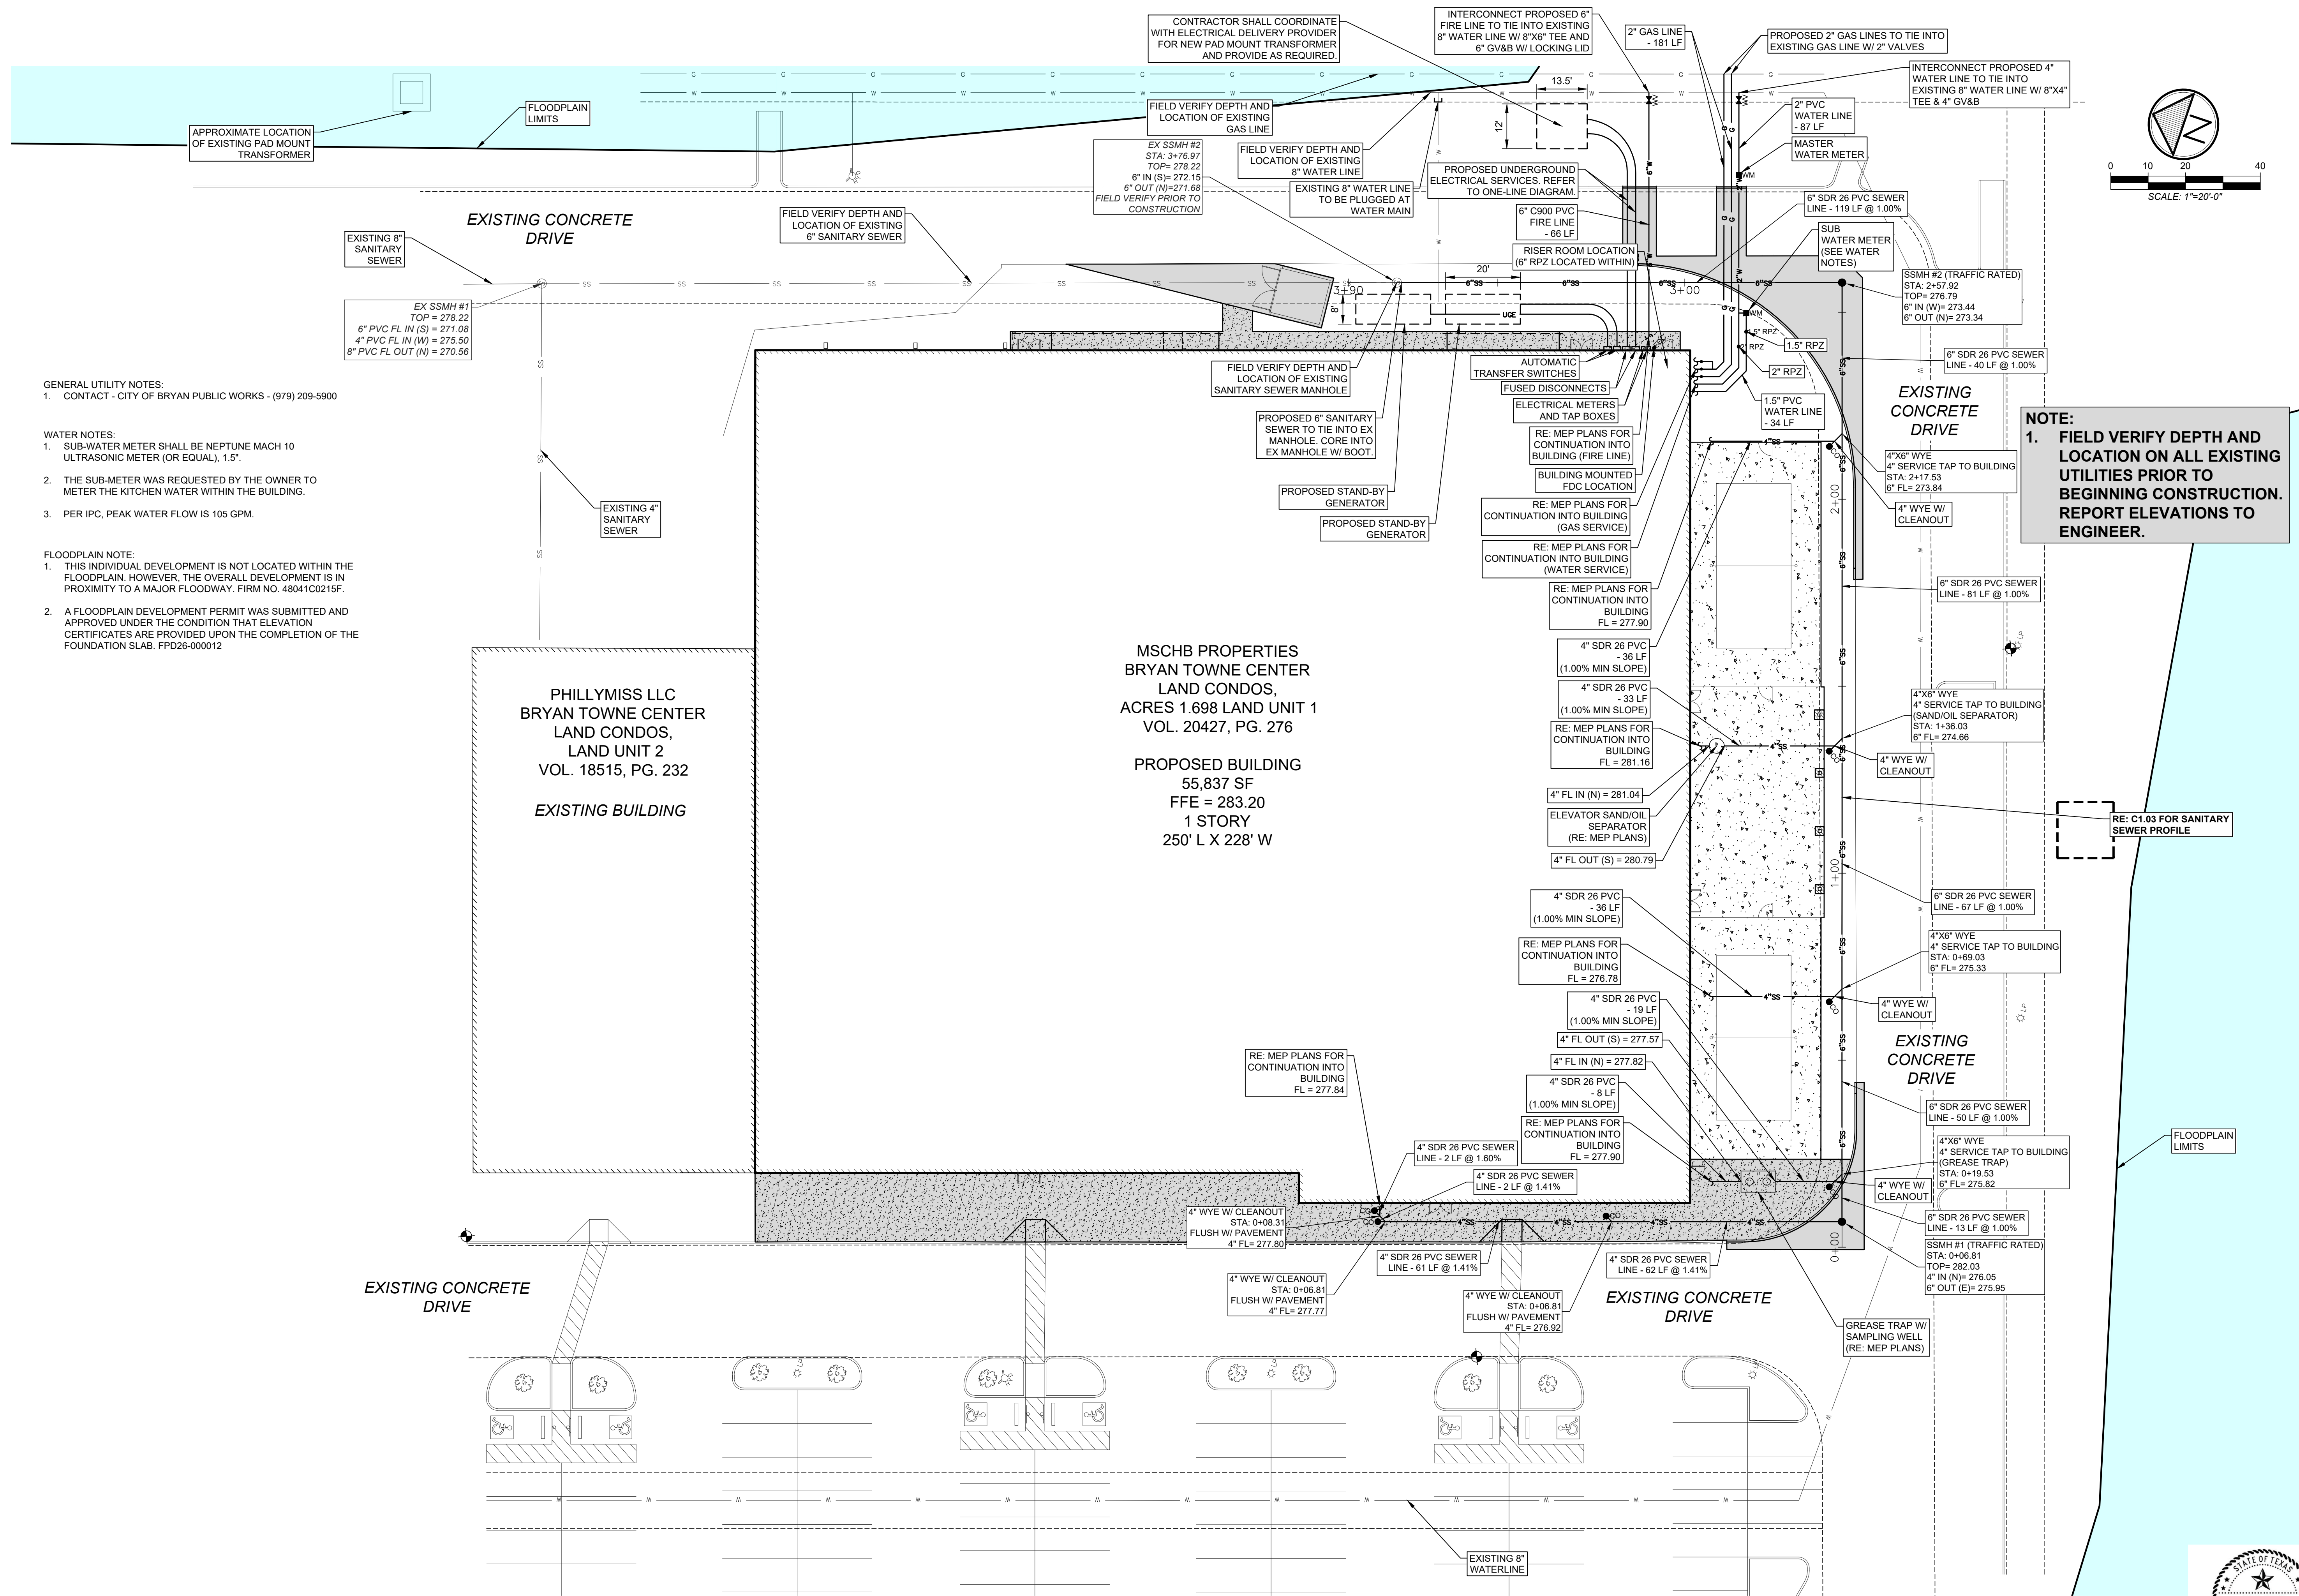 CONTRACTOR SHALL COORDINATE
WITH ELECTRICAL DELIVERY PROVIDER
FOR NEW PAD MOUNT TRANSFORMER
AND PROVIDE AS REQUIRED.
INTERCONNECT PROPOSED 6"
FIRE LINE TO TIE INTO EXISTING
8" WATER LINE W/ 8"X6" TEE AND
6" GV&B W/ LOCKING LID
2" GAS LINE
- 181 LF
PROPOSED 2" GAS LINES TO TIE INTO
EXISTING GAS LINE W/ 2" VALVES
INTERCONNECT PROPOSED 4"
WATER LINE TO TIE INTO
EXISTING 8" WATER LINE W/ 8"X4"
TEE & 4" GV&B
FLOODPLAIN
LIMITS
APPROXIMATE LOCATION
OF EXISTING PAD MOUNT
TRANSFORMER
FIELD VERIFY DEPTH AND
LOCATION OF EXISTING
GAS LINE
13.5'
12'
2" PVC
WATER LINE
- 87 LF
MASTER
WATER METER
0 10 20 40
SCALE: 1"=20'-0"
EX SSMH #2
STA: 3+76.97
TOP= 278.22
6" IN (S)= 272.15
6" OUT (N)=271.68
FIELD VERIFY PRIOR TO
CONSTRUCTION
FIELD VERIFY DEPTH AND
LOCATION OF EXISTING
8" WATER LINE
EXISTING 8" WATER LINE
TO BE PLUGGED AT
WATER MAIN
PROPOSED UNDERGROUND
ELECTRICAL SERVICES. REFER
TO ONE-LINE DIAGRAM.
6" C900 PVC
FIRE LINE
- 66 LF
RISER ROOM LOCATION
(6" RPZ LOCATED WITHIN)
6" SDR 26 PVC SEWER
LINE - 119 LF @ 1.00%
SUB
WATER METER
(SEE WATER
NOTES)
SSMH #2 (TRAFFIC RATED)
STA: 2+57.92
TOP= 276.79
6" IN (W)= 273.44
6" OUT (N)= 273.34
EXISTING CONCRETE
DRIVE
FIELD VERIFY DEPTH AND
LOCATION OF EXISTING
6" SANITARY SEWER
EXISTING 8"
SANITARY
SEWER
EX SSMH #1
TOP = 278.22
6" PVC FL IN (S) = 271.08
4" PVC FL IN (W) = 275.50
8" PVC FL OUT (N) = 270.56
20'
8'
3+90
3+00
UGE
WM
WM
1.5" RPZ
2" RPZ
1.5" RPZ
2" RPZ
6" SDR 26 PVC SEWER
LINE - 40 LF @ 1.00%
GENERAL UTILITY NOTES:
1. CONTACT - CITY OF BRYAN PUBLIC WORKS - (979) 209-5900
WATER NOTES:
1. SUB-WATER METER SHALL BE NEPTUNE MACH 10
ULTRASONIC METER (OR EQUAL), 1.5".
2. THE SUB-METER WAS REQUESTED BY THE OWNER TO
METER THE KITCHEN WATER WITHIN THE BUILDING.
3. PER IPC, PEAK WATER FLOW IS 105 GPM.
FLOODPLAIN NOTE:
1. THIS INDIVIDUAL DEVELOPMENT IS NOT LOCATED WITHIN THE
FLOODPLAIN. HOWEVER, THE OVERALL DEVELOPMENT IS IN
PROXIMITY TO A MAJOR FLOODWAY. FIRM NO. 48041C0215F.
2. A FLOODPLAIN DEVELOPMENT PERMIT WAS SUBMITTED AND
APPROVED UNDER THE CONDITION THAT ELEVATION
CERTIFICATES ARE PROVIDED UPON THE COMPLETION OF THE
FOUNDATION SLAB. FPD26-000012
EXISTING 4"
SANITARY
SEWER
FIELD VERIFY DEPTH AND
LOCATION OF EXISTING
SANITARY SEWER MANHOLE
PROPOSED 6" SANITARY
SEWER TO TIE INTO EX
MANHOLE. CORE INTO
EX MANHOLE W/ BOOT.
PROPOSED STAND-BY
GENERATOR
PROPOSED STAND-BY
GENERATOR
AUTOMATIC
TRANSFER SWITCHES
FUSED DISCONNECTS
ELECTRICAL METERS
AND TAP BOXES
RE: MEP PLANS FOR
CONTINUATION INTO
BUILDING (FIRE LINE)
BUILDING MOUNTED
FDC LOCATION
RE: MEP PLANS FOR
CONTINUATION INTO BUILDING
(GAS SERVICE)
RE: MEP PLANS FOR
CONTINUATION INTO BUILDING
(WATER SERVICE)
RE: MEP PLANS FOR
CONTINUATION INTO
BUILDING
FL = 277.90
1.5" PVC
WATER LINE
- 34 LF
EXISTING
CONCRETE
DRIVE
NOTE:
1. FIELD VERIFY DEPTH AND
LOCATION ON ALL EXISTING
UTILITIES PRIOR TO
BEGINNING CONSTRUCTION.
REPORT ELEVATIONS TO
ENGINEER.
4"X6" WYE
4" SERVICE TAP TO BUILDING
STA: 2+17.53
6" FL= 273.84
4" WYE W/
CLEANOUT
2+00
6" SDR 26 PVC SEWER
LINE - 81 LF @ 1.00%
4" SDR 26 PVC
- 36 LF
(1.00% MIN SLOPE)
4" SDR 26 PVC
- 33 LF
(1.00% MIN SLOPE)
RE: MEP PLANS FOR
CONTINUATION INTO
BUILDING
FL = 281.16
4" FL IN (N) = 281.04
ELEVATOR SAND/OIL
SEPARATOR
(RE: MEP PLANS)
4" FL OUT (S) = 280.79
4"X6" WYE
4" SERVICE TAP TO BUILDING
(SAND/OIL SEPARATOR)
STA: 1+36.03
6" FL= 274.66
4" WYE W/
CLEANOUT
RE: C1.03 FOR SANITARY
SEWER PROFILE
1+00
6" SDR 26 PVC SEWER
LINE - 67 LF @ 1.00%
PHILLYMISS LLC
BRYAN TOWNE CENTER
LAND CONDOS,
LAND UNIT 2
VOL. 18515, PG. 232
EXISTING BUILDING
MSCHB PROPERTIES
BRYAN TOWNE CENTER
LAND CONDOS,
ACRES 1.698 LAND UNIT 1
VOL. 20427, PG. 276
PROPOSED BUILDING
55,837 SF
FFE = 283.20
1 STORY
250' L X 228' W
4" SDR 26 PVC
- 36 LF
(1.00% MIN SLOPE)
RE: MEP PLANS FOR
CONTINUATION INTO
BUILDING
FL = 276.78
4" SDR 26 PVC
- 19 LF
(1.00% MIN SLOPE)
4" FL OUT (S) = 277.57
4" FL IN (N) = 277.82
4" SDR 26 PVC
- 8 LF
(1.00% MIN SLOPE)
RE: MEP PLANS FOR
CONTINUATION INTO
BUILDING
FL = 277.90
4"X6" WYE
4" SERVICE TAP TO BUILDING
STA: 0+69.03
6" FL= 275.33
4" WYE W/
CLEANOUT
EXISTING
CONCRETE
DRIVE
6" SDR 26 PVC SEWER
LINE - 50 LF @ 1.00%
4"X6" WYE
4" SERVICE TAP TO BUILDING
(GREASE TRAP)
STA: 0+19.53
6" FL= 275.82
4" WYE W/
CLEANOUT
6" SDR 26 PVC SEWER
LINE - 13 LF @ 1.00%
SSMH #1 (TRAFFIC RATED)
STA: 0+06.81
TOP= 282.03
4" IN (N)= 276.05
6" OUT (E)= 275.95
0+00
FLOODPLAIN
LIMITS
RE: MEP PLANS FOR
CONTINUATION INTO
BUILDING
FL = 277.84
4" SDR 26 PVC SEWER
LINE - 2 LF @ 1.60%
4" SDR 26 PVC SEWER
LINE - 2 LF @ 1.41%
4" WYE W/ CLEANOUT
STA: 0+08.31
FLUSH W/ PAVEMENT
4" FL= 277.80
4" SDR 26 PVC SEWER
LINE - 61 LF @ 1.41%
4" SDR 26 PVC SEWER
LINE - 62 LF @ 1.41%
4" WYE W/ CLEANOUT
STA: 0+06.81
FLUSH W/ PAVEMENT
4" FL= 277.77
4" WYE W/ CLEANOUT
STA: 0+06.81
FLUSH W/ PAVEMENT
4" FL= 276.92
EXISTING CONCRETE
DRIVE
EXISTING CONCRETE
DRIVE
GREASE TRAP W/
SAMPLING WELL
(RE: MEP PLANS)
EXISTING 8"
WATERLINE
STATE OF TEXAS